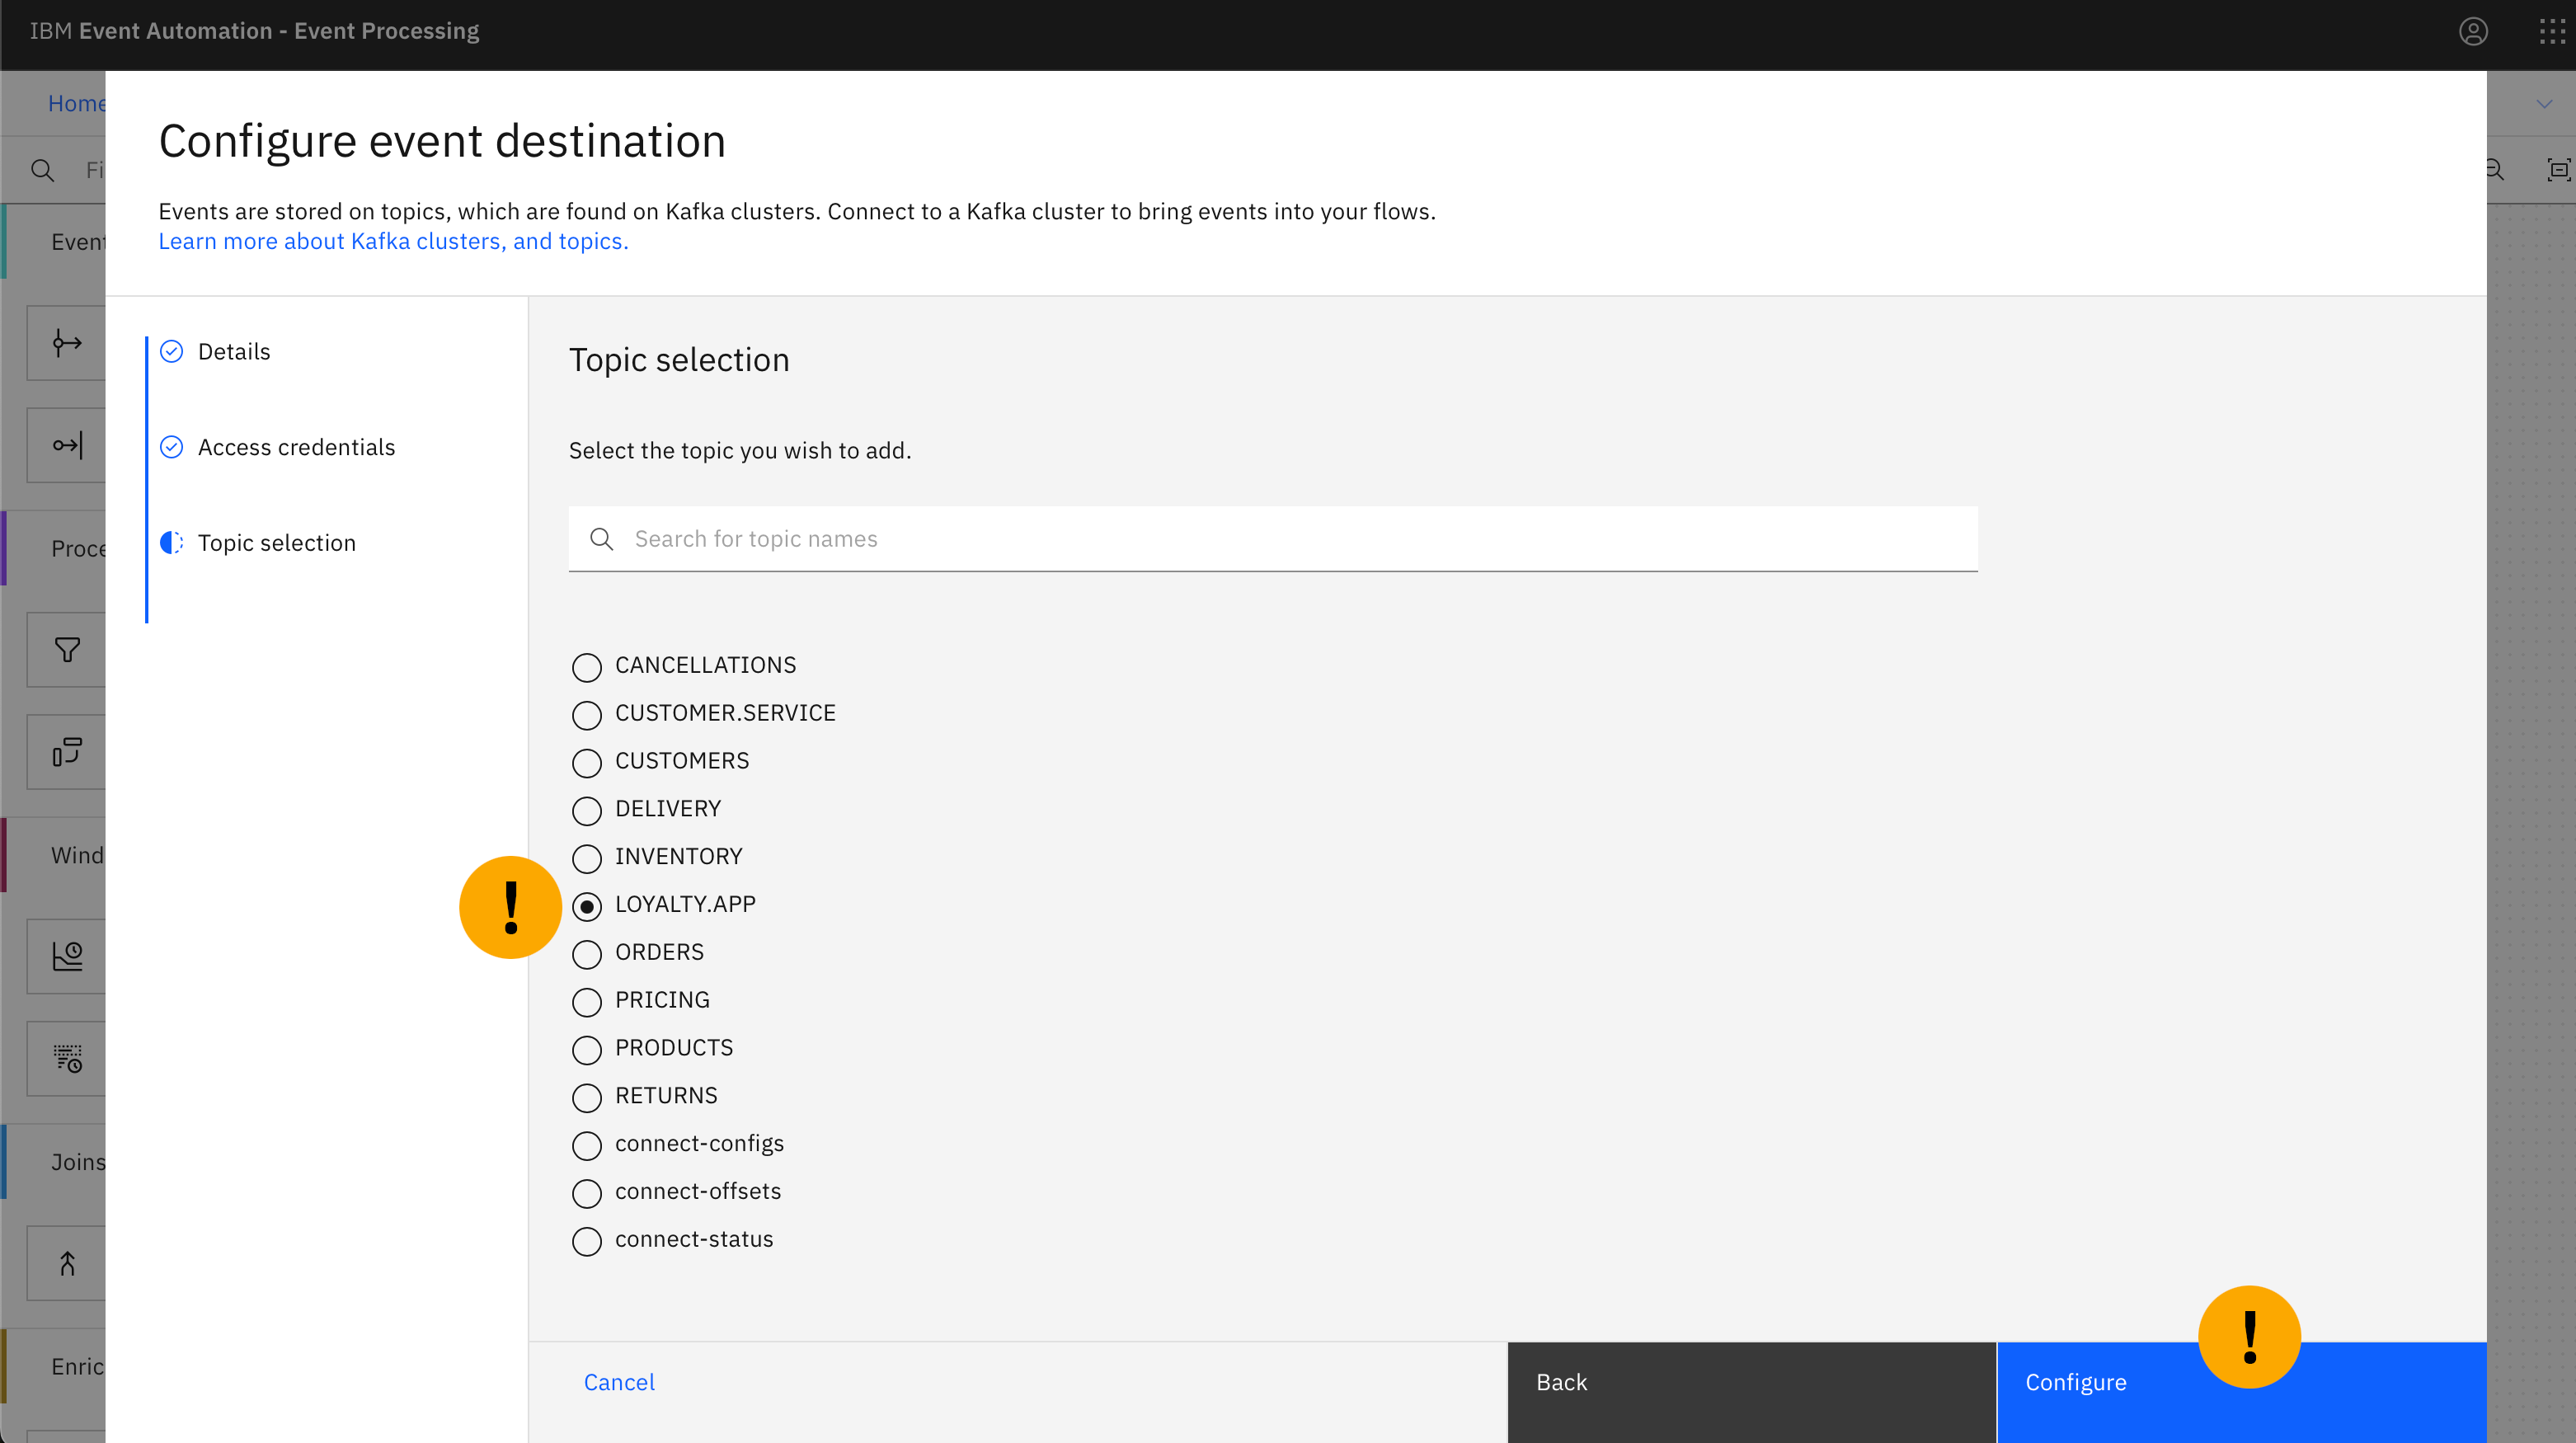 IBM Event Automation - Event Processing
Home
Fi
Configure event destination
Events are stored on topics, which are found on Kafka clusters. Connect to a Kafka cluster to bring events into your flows.
Learn more about Kafka clusters, and topics.
Event
Proce
Wind
Joins
Enric
Details
Access credentials
Topic selection
Topic selection
Select the topic you wish to add.
Search for topic names
CANCELLATIONS
CUSTOMER.SERVICE
CUSTOMERS
DELIVERY
INVENTORY
! LOYALTY.APP
ORDERS
PRICING
PRODUCTS
RETURNS
connect-configs
connect-offsets
connect-status
!
Cancel
Back
Configure